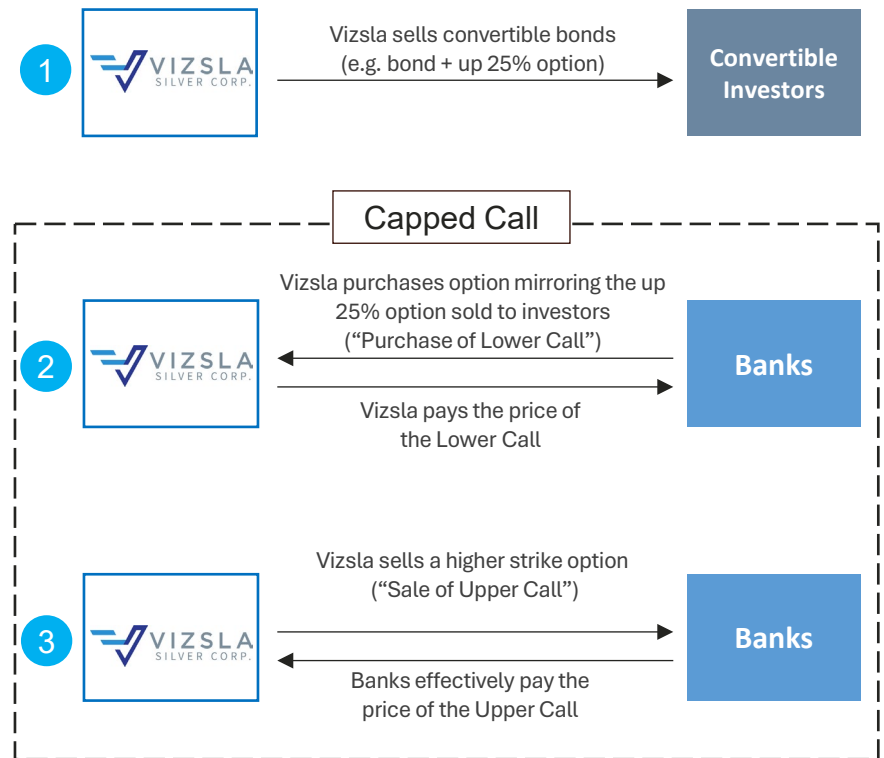 1
VIZSLA
SILVER CORP.
Vizsla sells convertible bonds
(e.g. bond + up 25% option)
Convertible
Investors
Capped Call
2
VIZSLA
SILVER CORP.
Vizsla purchases option mirroring the up
25% option sold to investors
(“Purchase of Lower Call”)
Vizsla pays the price of
the Lower Call
Banks
3
VIZSLA
SILVER CORP.
Vizsla sells a higher strike option
(“Sale of Upper Call”)
Banks effectively pay the
price of the Upper Call
Banks